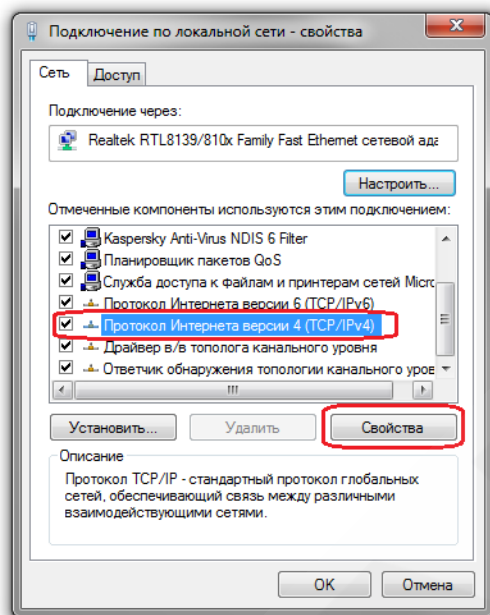 Подключение по локальной сети - свойства
Сеть
Доступ
Подключение через:
Realtek RTL8139/810x Family Fast Ethernet сетевой ада
Настроить...
Отмеченные компоненты используются этим подключением:
Kaspersky Anti-Virus NDIS 6 Filter
Планировщик пакетов QoS
Служба доступа к файлам и принтерам сетей Micro
Протокол Интернета версии 6 (TCP/IPv6)
Протокол Интернета версии 4 (TCP/IPv4)
Драйвер в/в тополога канального уровня
Ответчик обнаружения топологии канального уров
Установить...
Удалить
Свойства
Описание
Протокол TCP/IP - стандартный протокол глобальных
сетей, обеспечивающий связь между различными
взаимодействующими сетями.
OK
Отмена